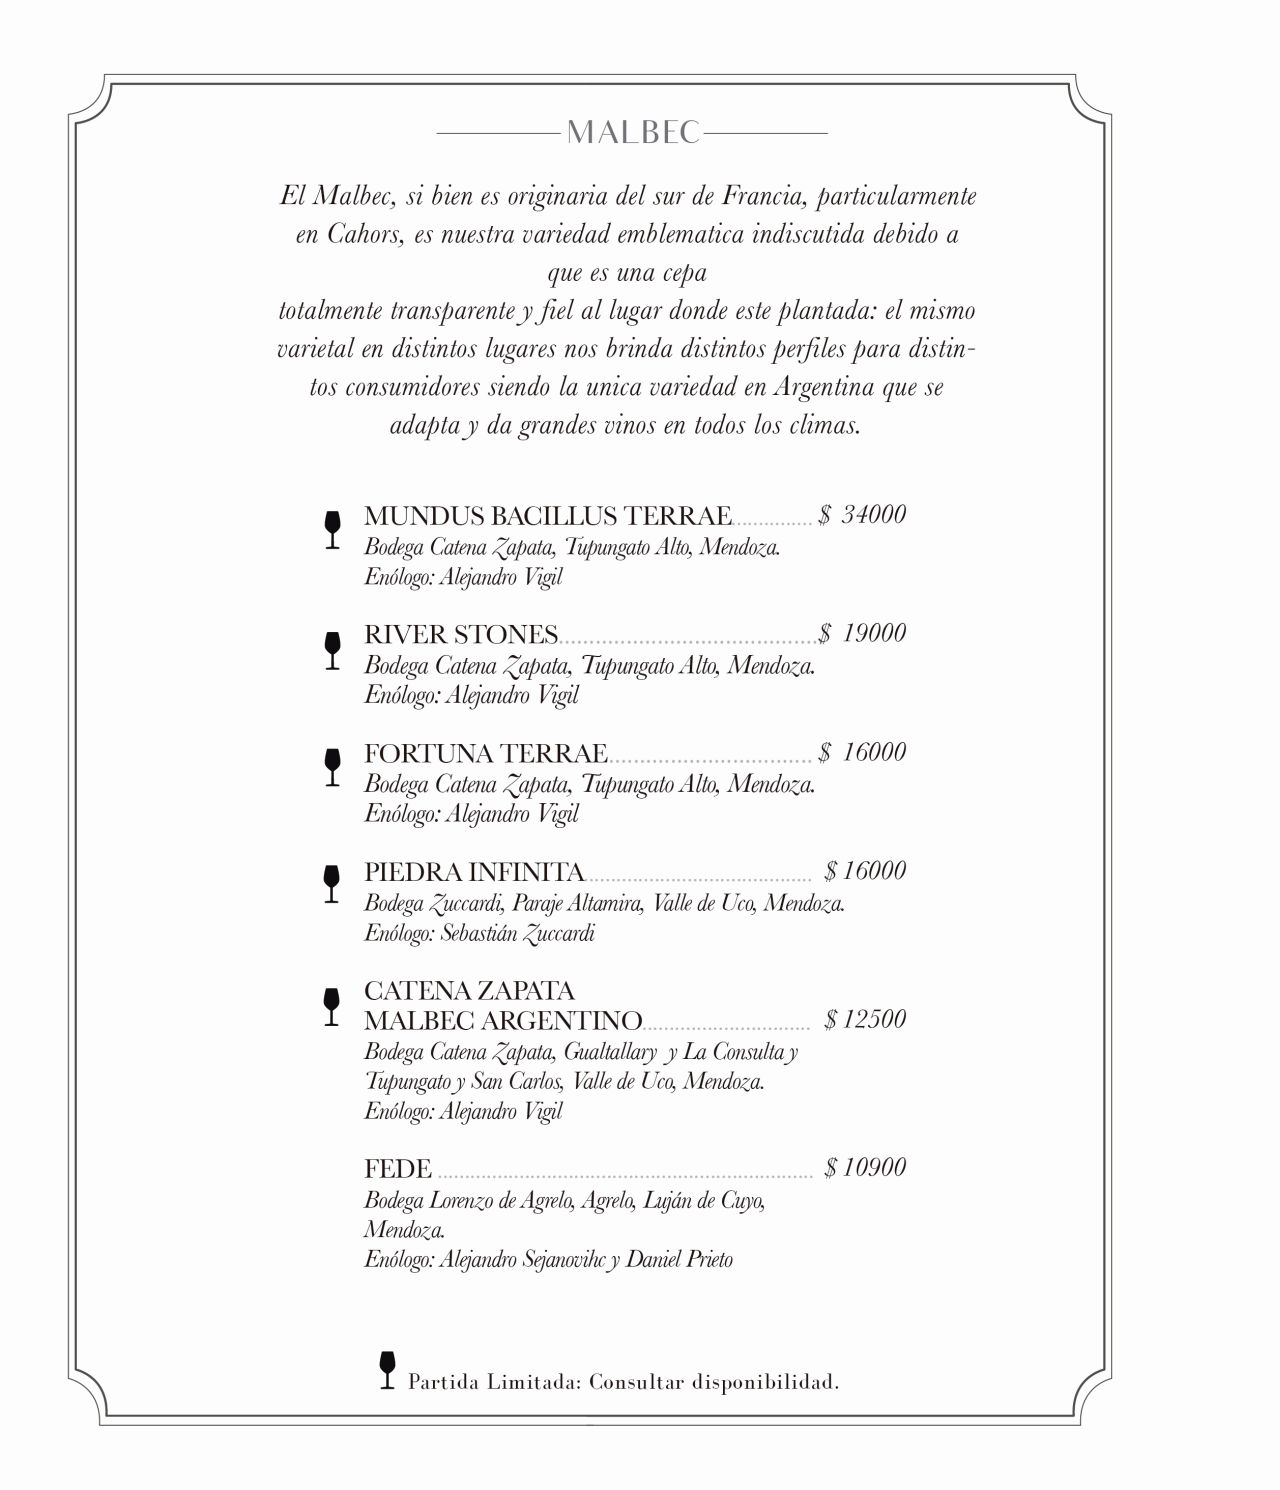 MALBEC
El Malbec, si bien es originaria del sur de Francia, particularmente
en Cahors, es nuestra variedad emblematica indiscutida debido a
que es una cepa
totalmente transparente y fiel al lugar donde este plantada: el mismo
varietal en distintos lugares nos brinda distintos perfiles para distin-
tos consumidores siendo la unica variedad en Argentina que se
adapta y da grandes vinos en todos los climas.
MUNDUS BACILLUS TERRAE.............. $ 34000
Bodega Catena Zapata, Tupungato Alto, Mendoza.
Enólogo: Alejandro Vigil
RIVER STONES............................................$ 19000
Bodega Catena Zapata, Tupungato Alto, Mendoza.
Enólogo: Alejandro Vigil
FORTUNA TERRAE.................................. $ 16000
Bodega Catena Zapata, Tupungato Alto, Mendoza.
Enólogo: Alejandro Vigil
PIEDRA INFINITA...................................... $ 16000
Bodega Zuccardi, Paraje Altamira, Valle de Uco, Mendoza.
Enólogo: Sebastián Zuccardi
CATENA ZAPATA
MALBEC ARGENTINO............................ $ 12500
Bodega Catena Zapata, Gualtallary y La Consulta y
Tupungato y San Carlos, Valle de Uco, Mendoza.
Enólogo: Alejandro Vigil
FEDE ............................................................... $ 10900
Bodega Lorenzo de Agrelo, Agrelo, Luján de Cuyo,
Mendoza.
Enólogo: Alejandro Sejanovihc y Daniel Prieto
Partida Limitada: Consultar disponibilidad.